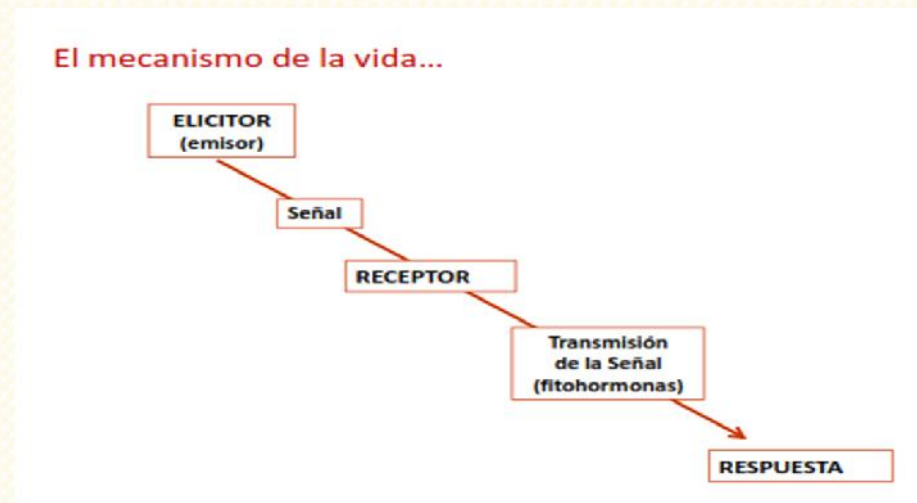 El mecanismo de la vida...
ELICITOR
(emisor)
Señal
RECEPTOR
Transmisión
de la Señal
(fitohormonas)
RESPUESTA